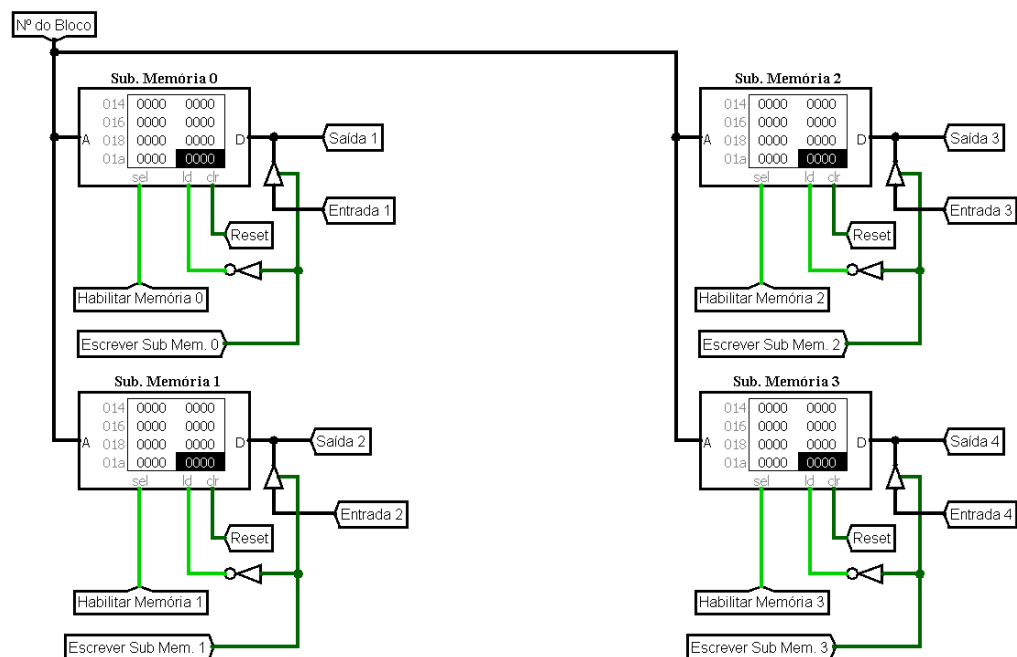 Nº do Bloco
Sub. Memória 0
014 0000 0000
016 0000 0000
018 0000 0000
01a 0000 0000
A
D
sel ld clr
Saída 1
Entrada 1
Reset
Habilitar Memória 0
Escrever Sub Mem. 0
Sub. Memória 2
014 0000 0000
016 0000 0000
018 0000 0000
01a 0000 0000
A
D
sel ld clr
Saída 3
Entrada 3
Reset
Habilitar Memória 2
Escrever Sub Mem. 2
Sub. Memória 1
014 0000 0000
016 0000 0000
018 0000 0000
01a 0000 0000
A
D
sel ld clr
Saída 2
Entrada 2
Reset
Habilitar Memória 1
Escrever Sub Mem. 1
Sub. Memória 3
014 0000 0000
016 0000 0000
018 0000 0000
01a 0000 0000
A
D
sel ld clr
Saída 4
Entrada 4
Reset
Habilitar Memória 3
Escrever Sub Mem. 3